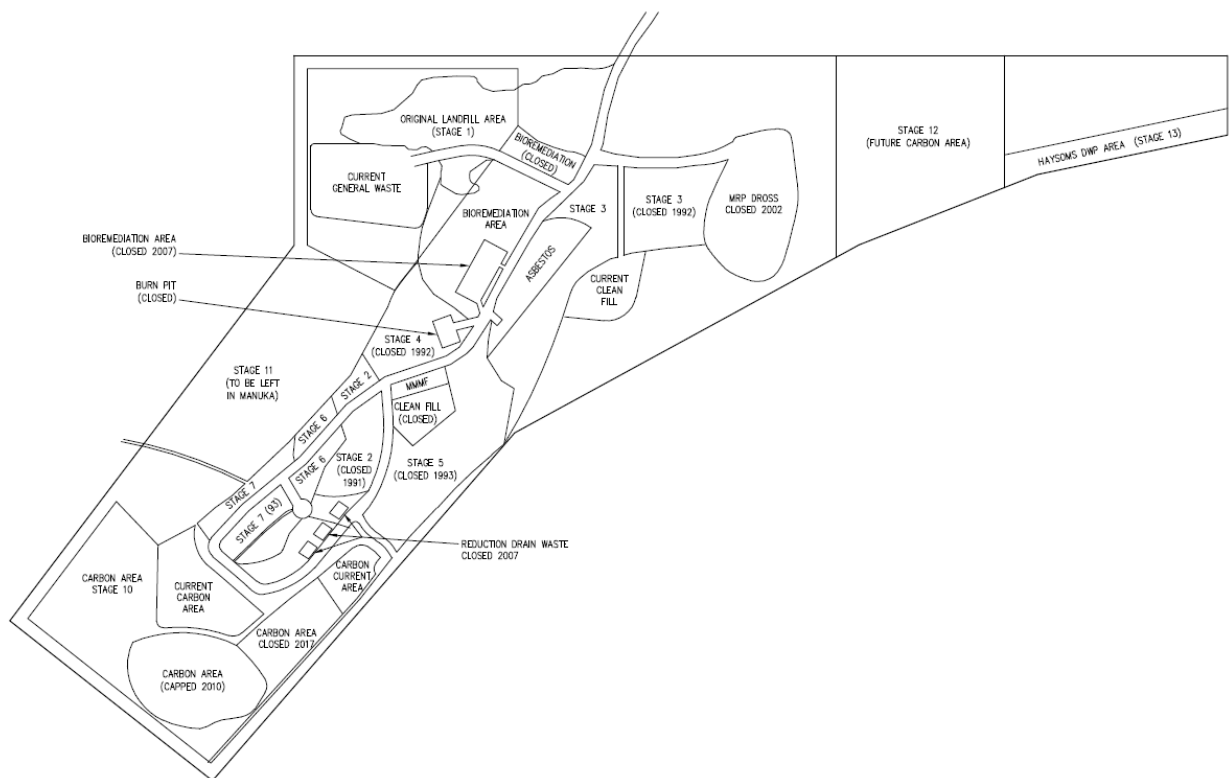 ORIGINAL LANDFILL AREA
(STAGE 1)
BIOREMEDIATION
(CLOSED)
CURRENT
GENERAL WASTE
STAGE 12
(FUTURE CARBON AREA)
HAYSOMS DWP AREA (STAGE 13)
BIOREMEDIATION
AREA
STAGE 3
STAGE 3
(CLOSED 1992)
MRP DROSS
CLOSED 2002
BIOREMEDIATION AREA
(CLOSED 2007)
ASBESTOS
CURRENT
CLEAN
FILL
BURN PIT
(CLOSED)
STAGE 4
(CLOSED 1992)
STAGE 11
(TO BE LEFT
IN MANUKA)
STAGE 2
MMMF
CLEAN FILL
(CLOSED)
STAGE 6
STAGE 6
STAGE 2
(CLOSED
1991)
STAGE 5
(CLOSED 1993)
STAGE 7
STAGE 7 (93)
REDUCTION DRAIN WASTE
CLOSED 2007
CARBON AREA
STAGE 10
CURRENT
CARBON
AREA
CARBON
CURRENT
AREA
CARBON AREA
CLOSED 2017
CARBON AREA
(CAPPED 2010)